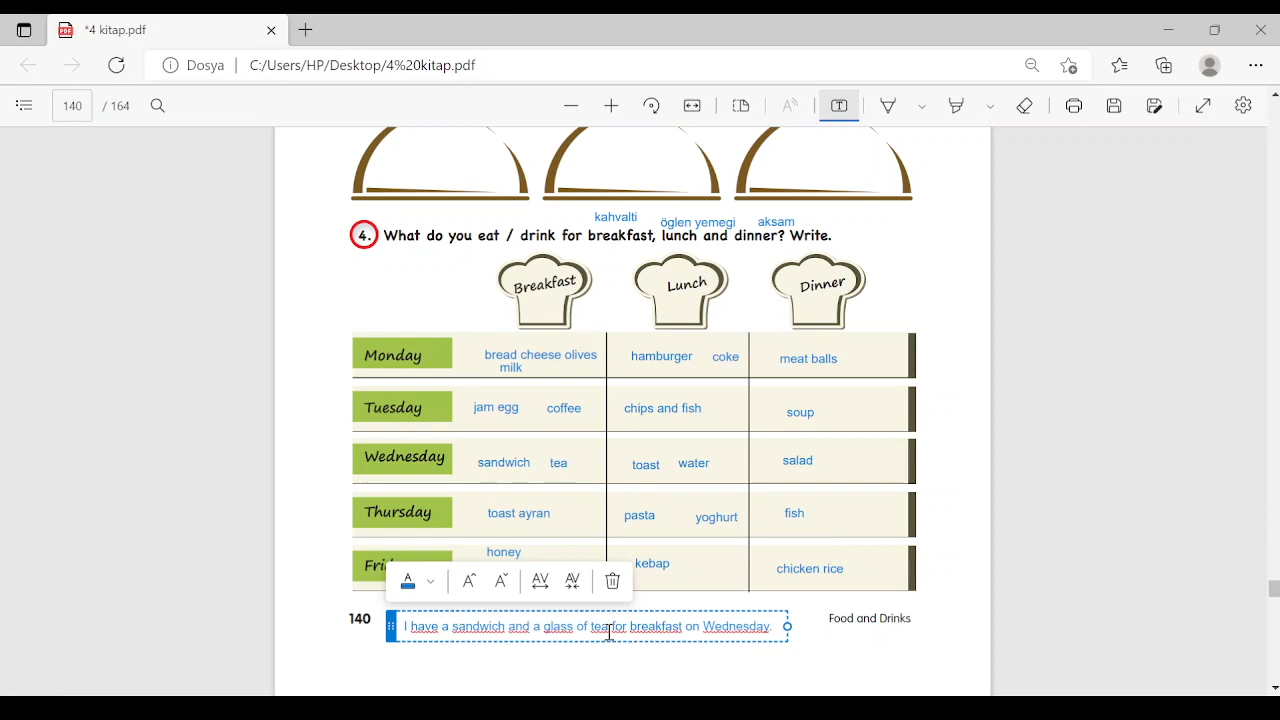 *4 kitap.pdf
Dosya | C:/Users/HP/Desktop/4%20kitap.pdf
140 / 164
kahvalti öglen yemegi aksam
4. What do you eat / drink for breakfast, lunch and dinner? Write.
Breakfast Lunch Dinner
Monday bread cheese olives milk hamburger coke meat balls
Tuesday jam egg coffee chips and fish soup
Wednesday sandwich tea toast water salad
Thursday toast ayran pasta yoghurt fish
honey
kebap chicken rice
140 I have a sandwich and a glass of tea for breakfast on Wednesday. Food and Drinks